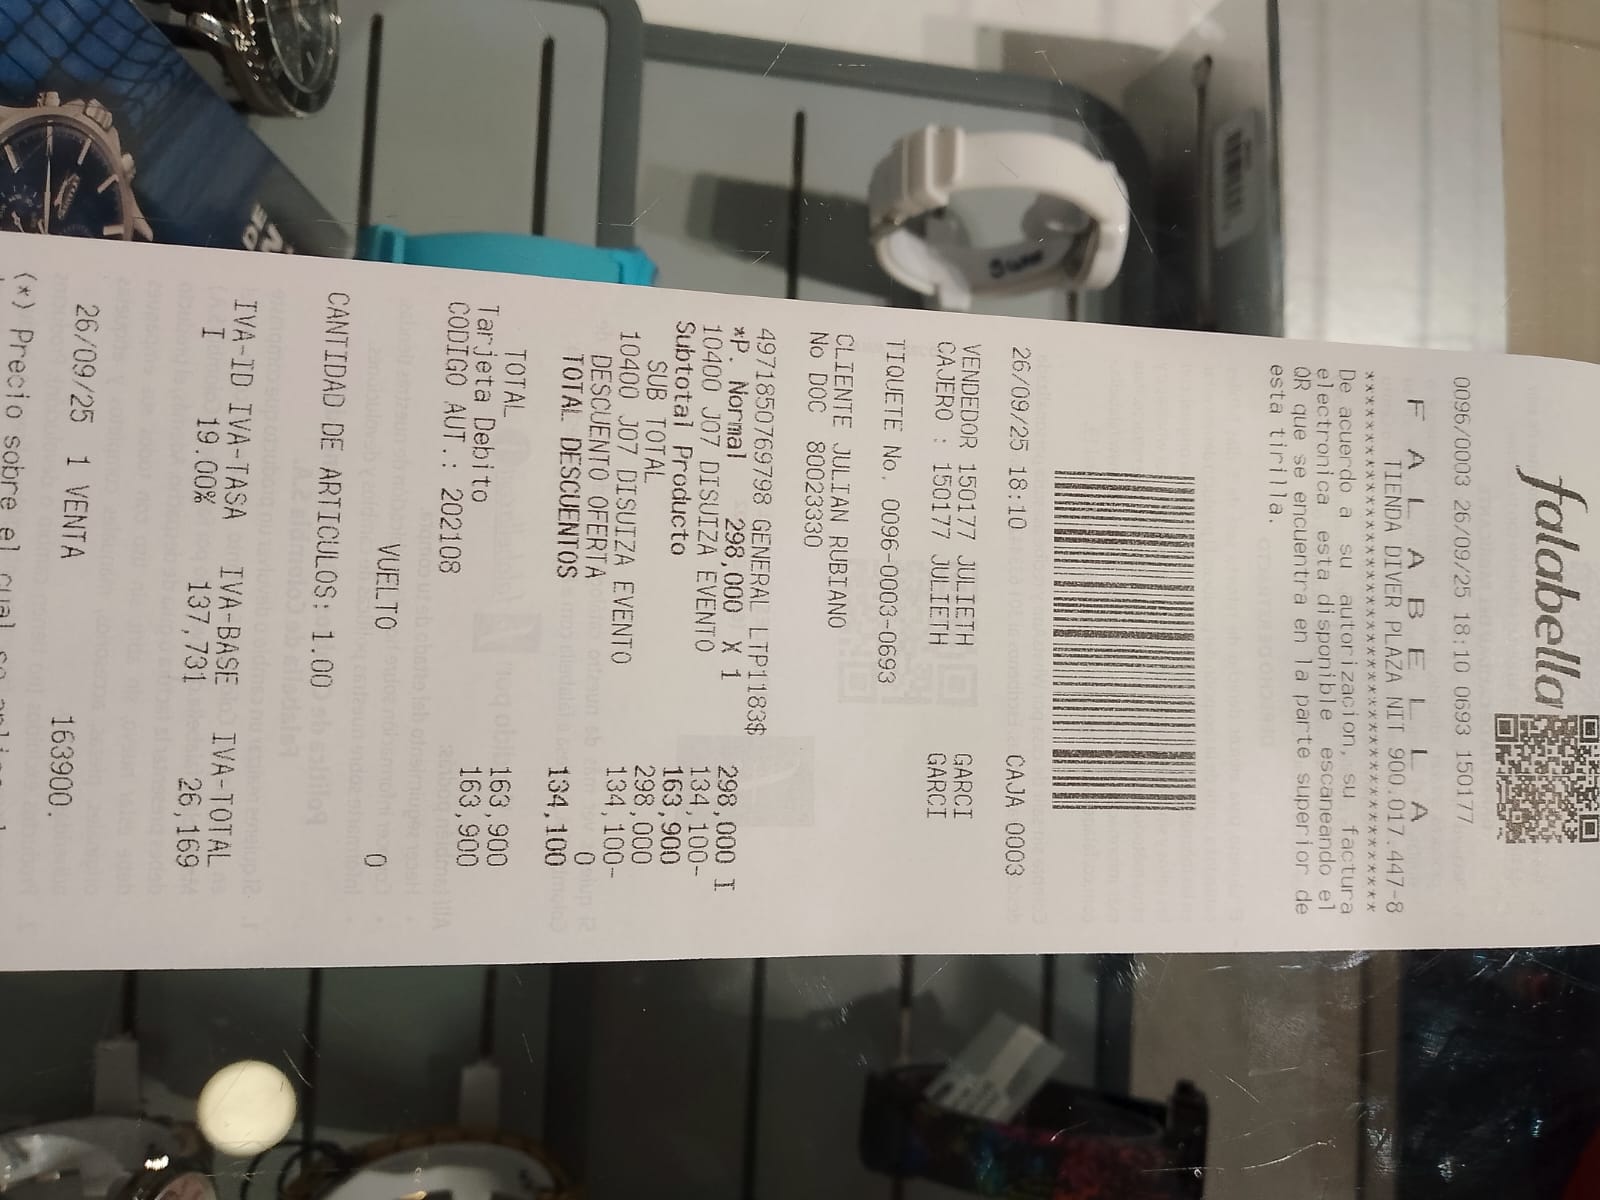 falabella
0096/0003 26/09/25 18:10 0693 150177
F A L A B E L L A
TIENDA DIVER PLAZA NIT 900.017.447-8
De acuerdo a su autorizacion, su factura
electronica esta disponible escaneando el
QR que se encuentra en la parte superior de
esta tirilla.
26/09/25 18:10 CAJA 0003
VENDEDOR 150177 JULIETH GARCI
CAJERO : 150177 JULIETH GARCI
TIQUETE No. 0096-0003-0693
CLIENTE JULIAN RUBIANO
No DOC 80023330
4971850769798 GENERAL LTP1183$
*P. Normal 298,000 X 1 298,000 I
10400 J07 DISUIZA EVENTO 134,100-
Subtotal Producto 163,900
SUB TOTAL 298,000
10400 J07 DISUIZA EVENTO 134,100-
DESCUENTO OFERTA 0
TOTAL DESCUENTOS 134,100
TOTAL 163,900
Tarjeta Debito 163,900
CODIGO AUT.: 202108
VUELTO 0
CANTIDAD DE ARTICULOS: 1.00
IVA-ID IVA-TASA IVA-BASE IVA-TOTAL
I 19.00% 137,731 26,169
26/09/25 1 VENTA 163900.
(*) Precio sobre el cual se